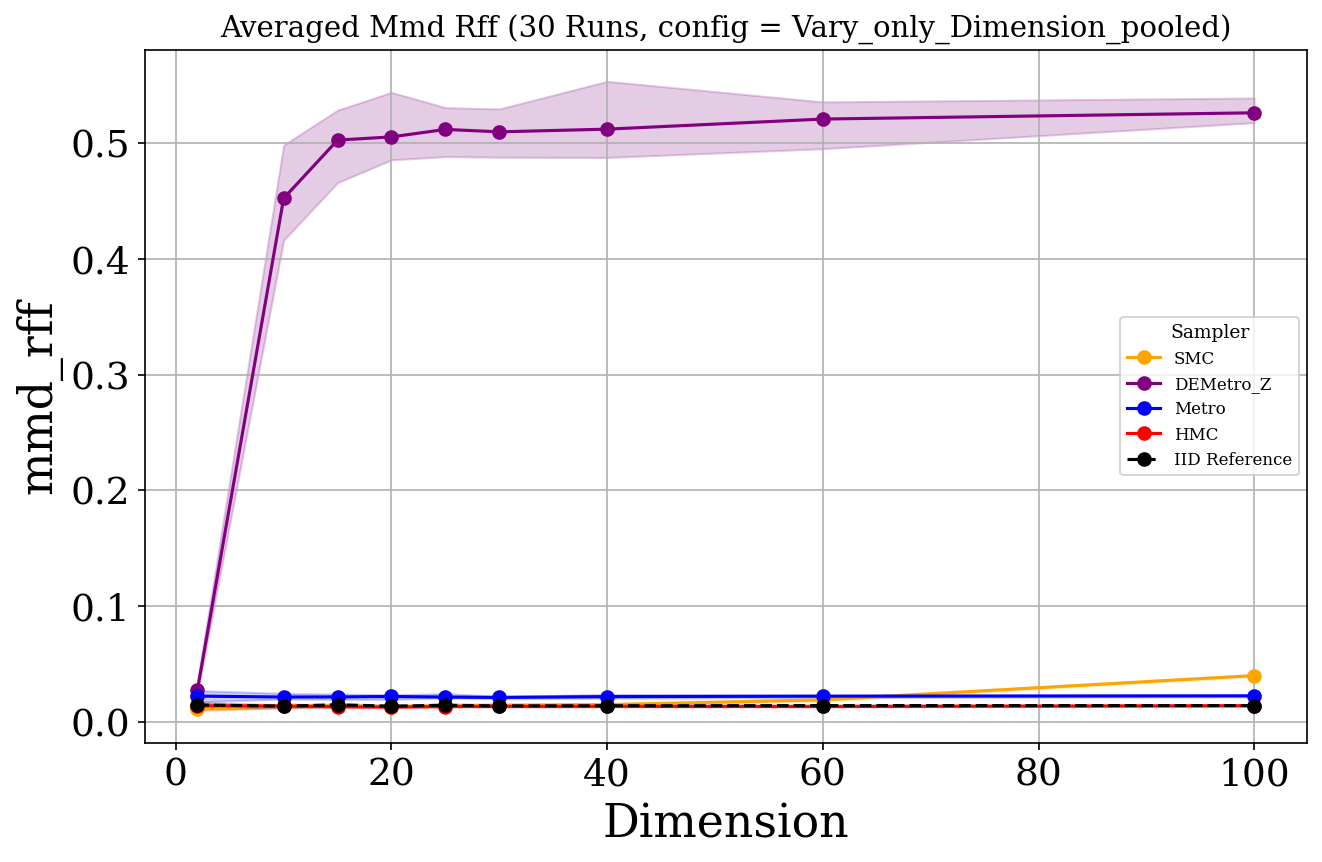 Averaged Mmd Rff (30 Runs, config = Vary_only_Dimension_pooled)
mmd_rff
0.5
0.4
0.3
0.2
0.1
0.0
Sampler
SMC
DEMetro_Z
Metro
HMC
IID Reference
0 20 40 60 80 100
Dimension